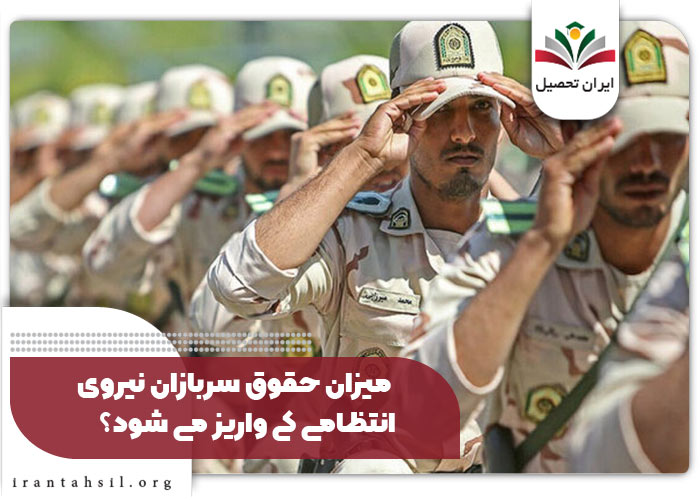 ایران تحصیل
میزان حقوق سربازان نیروی
انتظامی کی واریز می شود؟
irantahsil.org